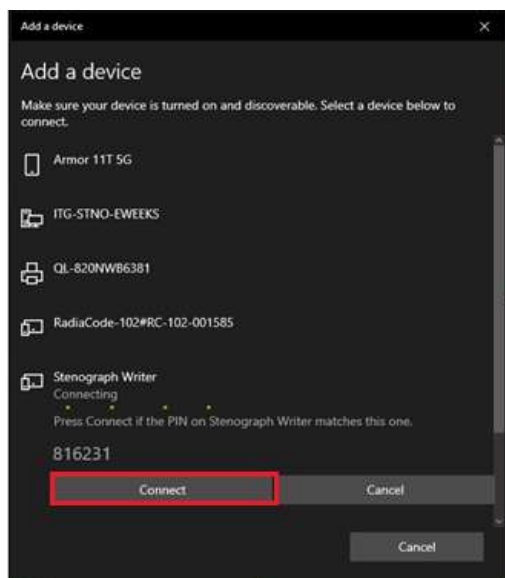 Add a device
Add a device
Make sure your device is turned on and discoverable. Select a device below to
connect.
Armor 11T 5G
ITG-STNO-EWEEKS
QL-820NWB6381
RadiaCode-102#RC-102-001585
Stenograph Writer
Connecting
Press Connect if the PIN on Stenograph Writer matches this one.
816231
Connect Cancel
Cancel